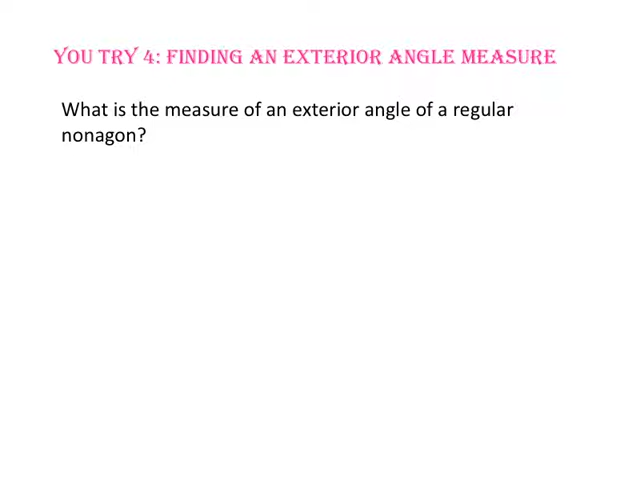 YOU TRY 4: FINDING AN EXTERIOR ANGLE MEASURE
What is the measure of an exterior angle of a regular
nonagon?